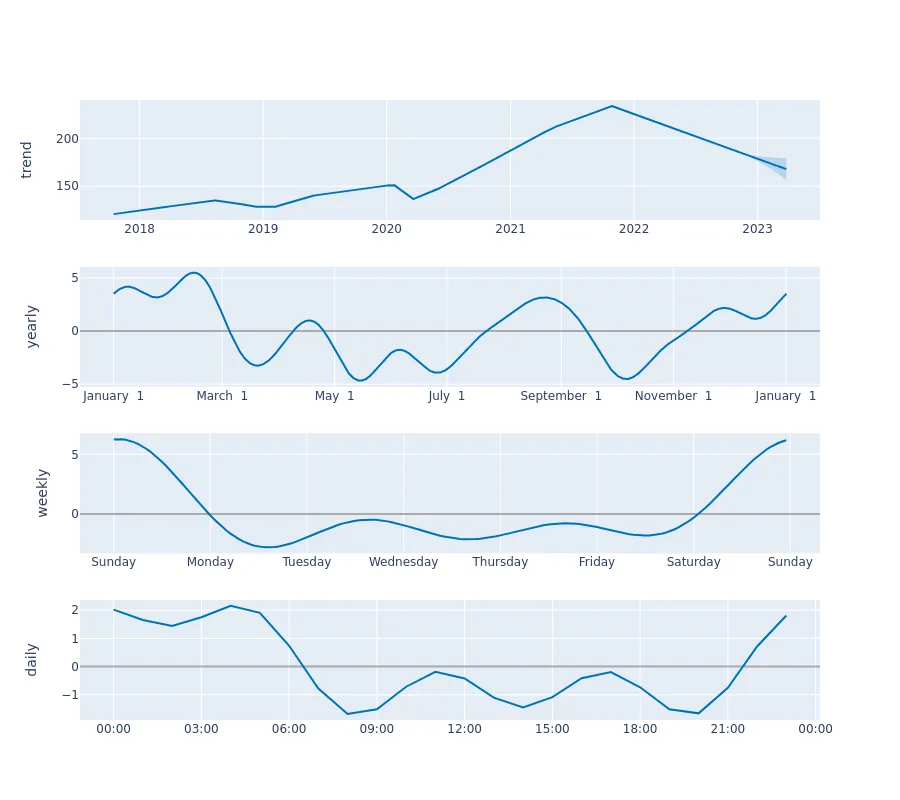 trend
200
150
2018 2019 2020 2021 2022 2023
yearly
5
0
−5
January 1 March 1 May 1 July 1 September 1 November 1 January 1
weekly
5
0
Sunday Monday Tuesday Wednesday Thursday Friday Saturday Sunday
daily
2
1
0
−1
00:00 03:00 06:00 09:00 12:00 15:00 18:00 21:00 00:00